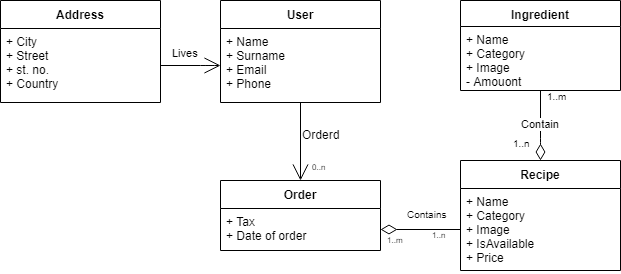 Address
+ City
+ Street
+ st. no.
+ Country
Lives
User
+ Name
+ Surname
+ Email
+ Phone
Orderd
0..n
Order
+ Tax
+ Date of order
Contains
1..m
1..n
Ingredient
+ Name
+ Category
+ Image
- Amouont
1..m
Contain
1..n
Recipe
+ Name
+ Category
+ Image
+ IsAvailable
+ Price